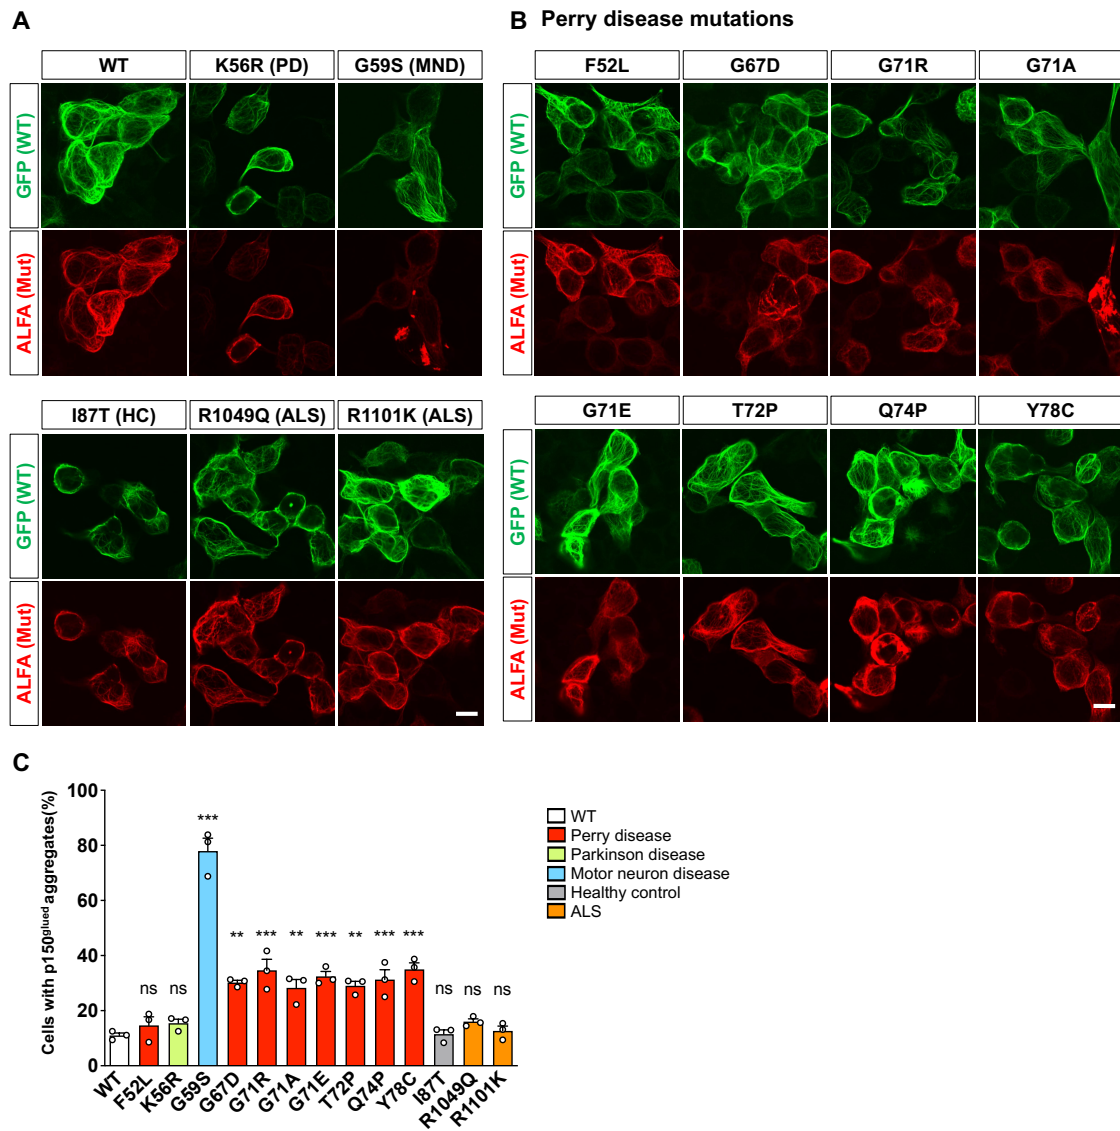 A
WT
K56R (PD)
G59S (MND)
GFP (WT)
ALFA (Mut)
I87T (HC)
R1049Q (ALS)
R1101K (ALS)
GFP (WT)
ALFA (Mut)
B Perry disease mutations
F52L
G67D
G71R
G71A
GFP (WT)
ALFA (Mut)
G71E
T72P
Q74P
Y78C
GFP (WT)
ALFA (Mut)
C
Cells with p150glued aggregates(%)
100
80
60
40
20
0
ns
ns
***
**
***
**
***
**
***
***
ns
ns
ns
WT
F52L
K56R
G59S
G67D
G71R
G71A
G71E
T72P
Q74P
Y78C
I87T
R1049Q
R1101K
WT
Perry disease
Parkinson disease
Motor neuron disease
Healthy control
ALS